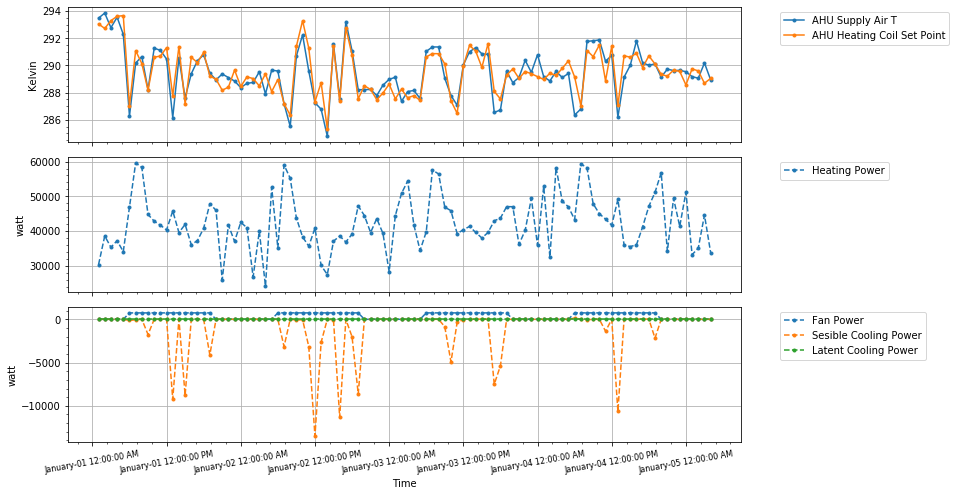 294
292
290
288
286
Kelvin
AHU Supply Air T
AHU Heating Coil Set Point
60000
50000
40000
30000
watt
Heating Power
0
−5000
−10000
watt
Fan Power
Sesible Cooling Power
Latent Cooling Power
January-01 12:00:00 AM
January-01 12:00:00 PM
January-02 12:00:00 AM
January-02 12:00:00 PM
January-03 12:00:00 AM
January-03 12:00:00 PM
January-04 12:00:00 AM
January-04 12:00:00 PM
January-05 12:00:00 AM
Time